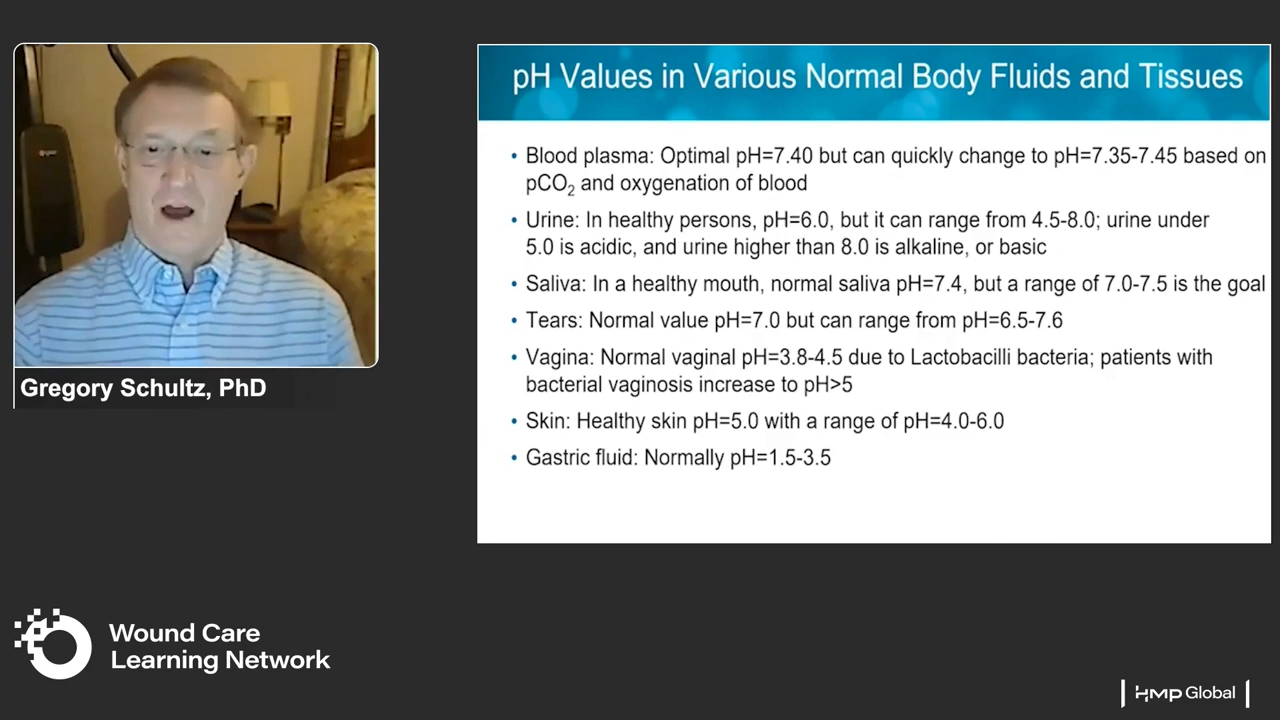 pH Values in Various Normal Body Fluids and Tissues
• Blood plasma: Optimal pH=7.40 but can quickly change to pH=7.35-7.45 based on
pCO₂ and oxygenation of blood
• Urine: In healthy persons, pH=6.0, but it can range from 4.5-8.0; urine under
5.0 is acidic, and urine higher than 8.0 is alkaline, or basic
• Saliva: In a healthy mouth, normal saliva pH=7.4, but a range of 7.0-7.5 is the goal
• Tears: Normal value pH=7.0 but can range from pH=6.5-7.6
• Vagina: Normal vaginal pH=3.8-4.5 due to Lactobacilli bacteria; patients with
bacterial vaginosis increase to pH>5
• Skin: Healthy skin pH=5.0 with a range of pH=4.0-6.0
• Gastric fluid: Normally pH=1.5-3.5
Gregory Schultz, PhD
Wound Care
Learning Network
HMP Global